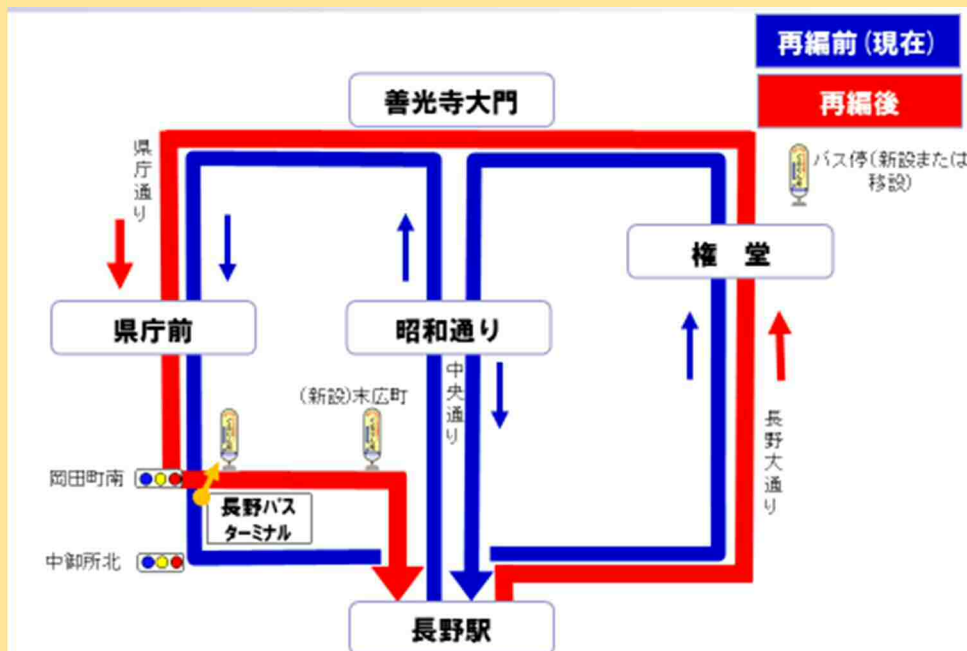 再編前(現在)
再編後
善光寺大門
バス停(新設または
移設)
県庁通り
権 堂
県庁前
昭和通り
中央通り
(新設)末広町
長野大通り
岡田町南
長野バス
ターミナル
中御所北
長野駅